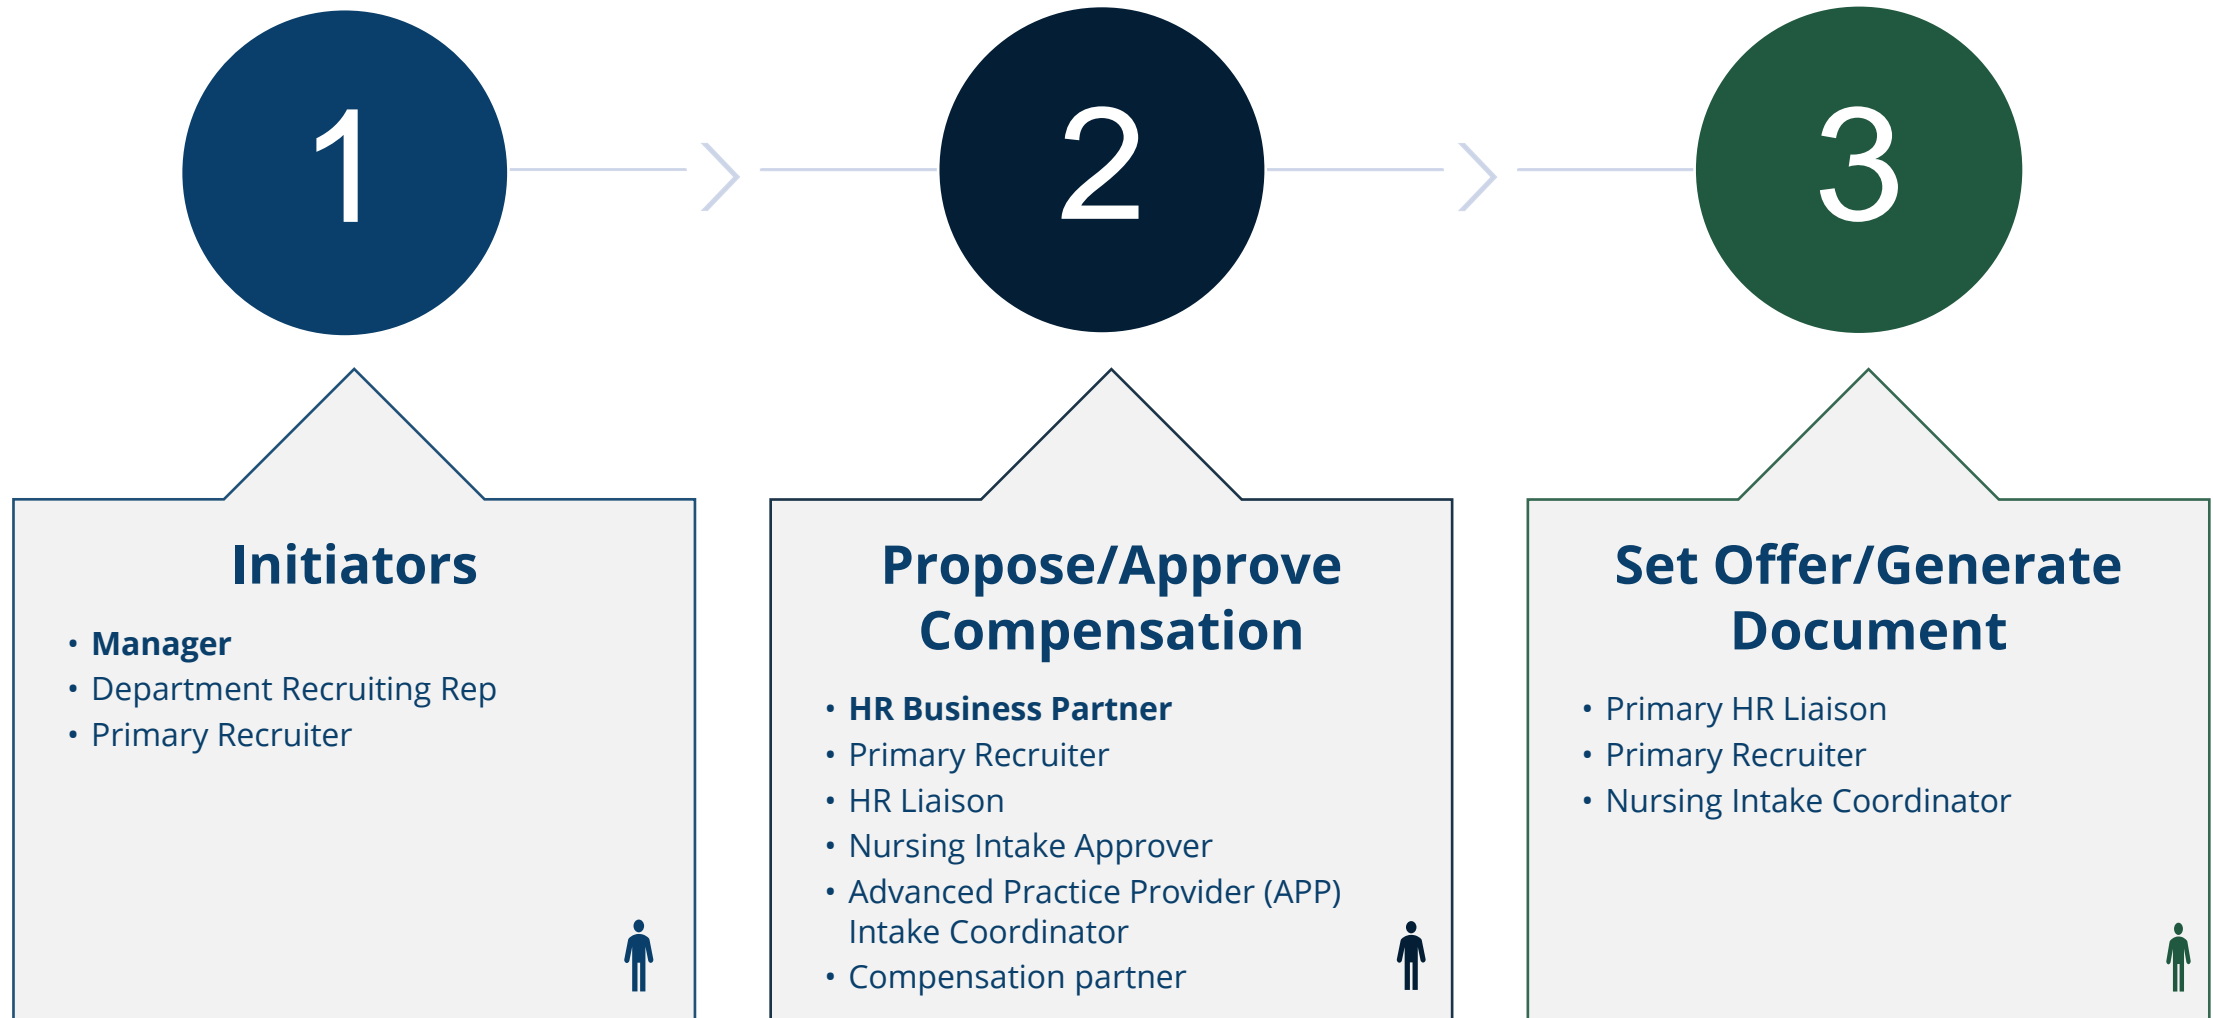 1
2
3
Initiators
• Manager
• Department Recruiting Rep
• Primary Recruiter
Propose/Approve
Compensation
• HR Business Partner
• Primary Recruiter
• HR Liaison
• Nursing Intake Approver
• Advanced Practice Provider (APP)
Intake Coordinator
• Compensation partner
Set Offer/Generate
Document
• Primary HR Liaison
• Primary Recruiter
• Nursing Intake Coordinator